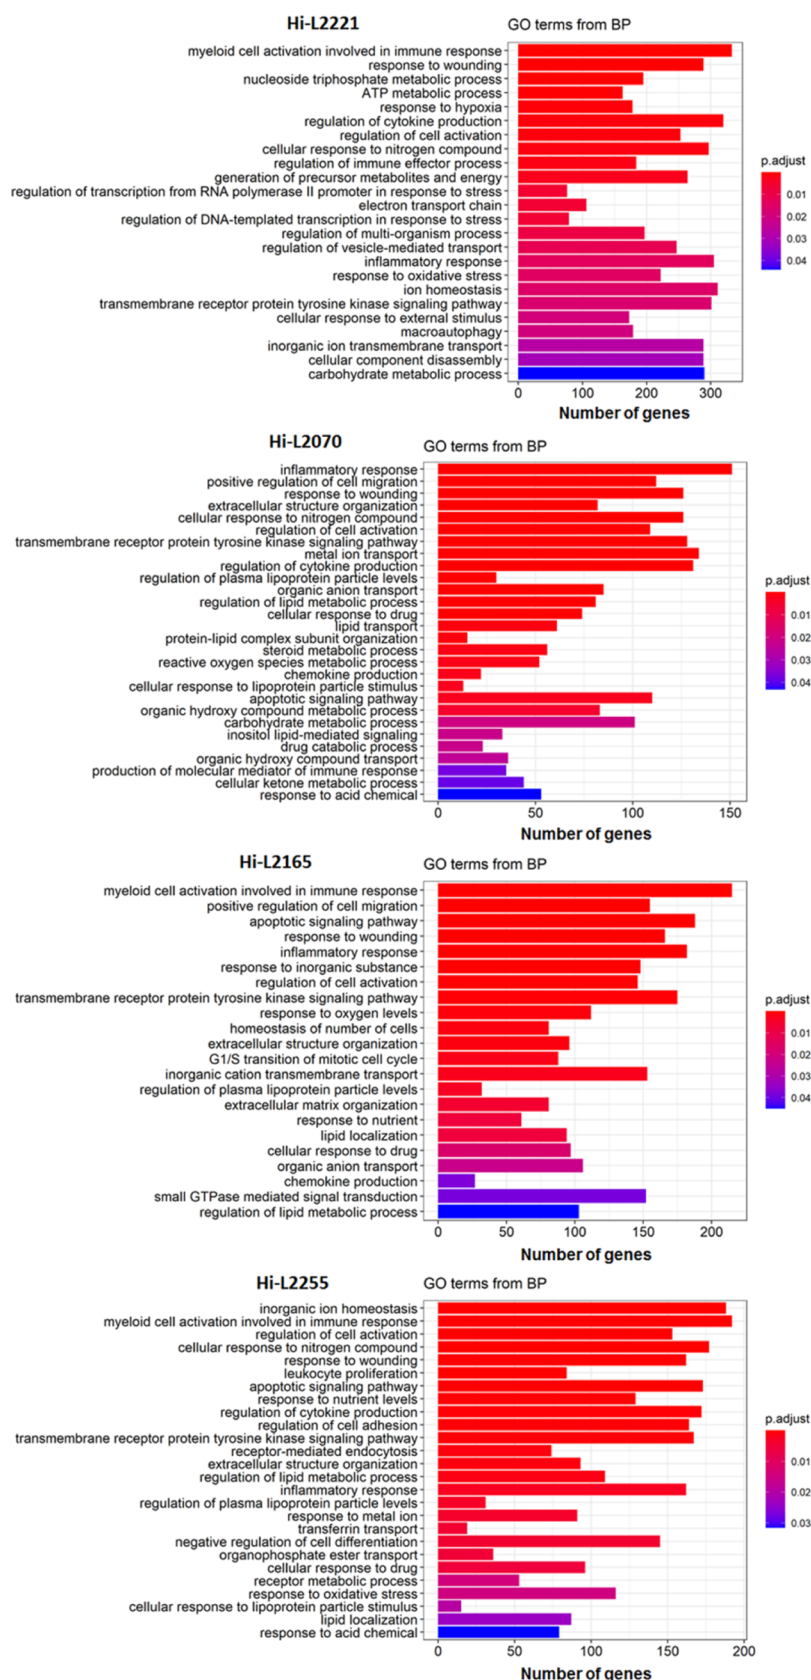 Hi-L2221
GO terms from BP
myeloid cell activation involved in immune response
response to wounding
nucleoside triphosphate metabolic process
ATP metabolic process
response to hypoxia
regulation of cytokine production
regulation of cell activation
cellular response to nitrogen compound
regulation of immune effector process
generation of precursor metabolites and energy
regulation of transcription from RNA polymerase II promoter in response to stress
electron transport chain
regulation of DNA-templated transcription in response to stress
regulation of multi-organism process
regulation of vesicle-mediated transport
inflammatory response
response to oxidative stress
ion homeostasis
transmembrane receptor protein tyrosine kinase signaling pathway
cellular response to external stimulus
macroautophagy
inorganic ion transmembrane transport
cellular component disassembly
carbohydrate metabolic process
0 100 200 300
Number of genes
p.adjust
0.01
0.02
0.03
0.04
Hi-L2070
GO terms from BP
inflammatory response
positive regulation of cell migration
response to wounding
extracellular structure organization
cellular response to nitrogen compound
regulation of cell activation
transmembrane receptor protein tyrosine kinase signaling pathway
metal ion transport
regulation of cytokine production
regulation of plasma lipoprotein particle levels
organic anion transport
regulation of lipid metabolic process
cellular response to drug
lipid transport
protein-lipid complex subunit organization
steroid metabolic process
reactive oxygen species metabolic process
chemokine production
cellular response to lipoprotein particle stimulus
apoptotic signaling pathway
organic hydroxy compound metabolic process
carbohydrate metabolic process
inositol lipid-mediated signaling
drug catabolic process
organic hydroxy compound transport
production of molecular mediator of immune response
cellular ketone metabolic process
response to acid chemical
0 50 100 150
Number of genes
p.adjust
0.01
0.02
0.03
0.04
Hi-L2165
GO terms from BP
myeloid cell activation involved in immune response
positive regulation of cell migration
apoptotic signaling pathway
response to wounding
inflammatory response
response to inorganic substance
regulation of cell activation
transmembrane receptor protein tyrosine kinase signaling pathway
response to oxygen levels
homeostasis of number of cells
extracellular structure organization
G1/S transition of mitotic cell cycle
inorganic cation transmembrane transport
regulation of plasma lipoprotein particle levels
extracellular matrix organization
response to nutrient
lipid localization
cellular response to drug
organic anion transport
chemokine production
small GTPase mediated signal transduction
regulation of lipid metabolic process
0 50 100 150 200
Number of genes
p.adjust
0.01
0.02
0.03
0.04
Hi-L2255
GO terms from BP
inorganic ion homeostasis
myeloid cell activation involved in immune response
regulation of cell activation
cellular response to nitrogen compound
response to wounding
leukocyte proliferation
apoptotic signaling pathway
response to nutrient levels
regulation of cytokine production
regulation of cell adhesion
transmembrane receptor protein tyrosine kinase signaling pathway
receptor-mediated endocytosis
extracellular structure organization
regulation of lipid metabolic process
inflammatory response
regulation of plasma lipoprotein particle levels
response to metal ion
transferrin transport
negative regulation of cell differentiation
organophosphate ester transport
cellular response to drug
receptor metabolic process
response to oxidative stress
cellular response to lipoprotein particle stimulus
lipid localization
response to acid chemical
0 50 100 150 200
Number of genes
p.adjust
0.01
0.02
0.03